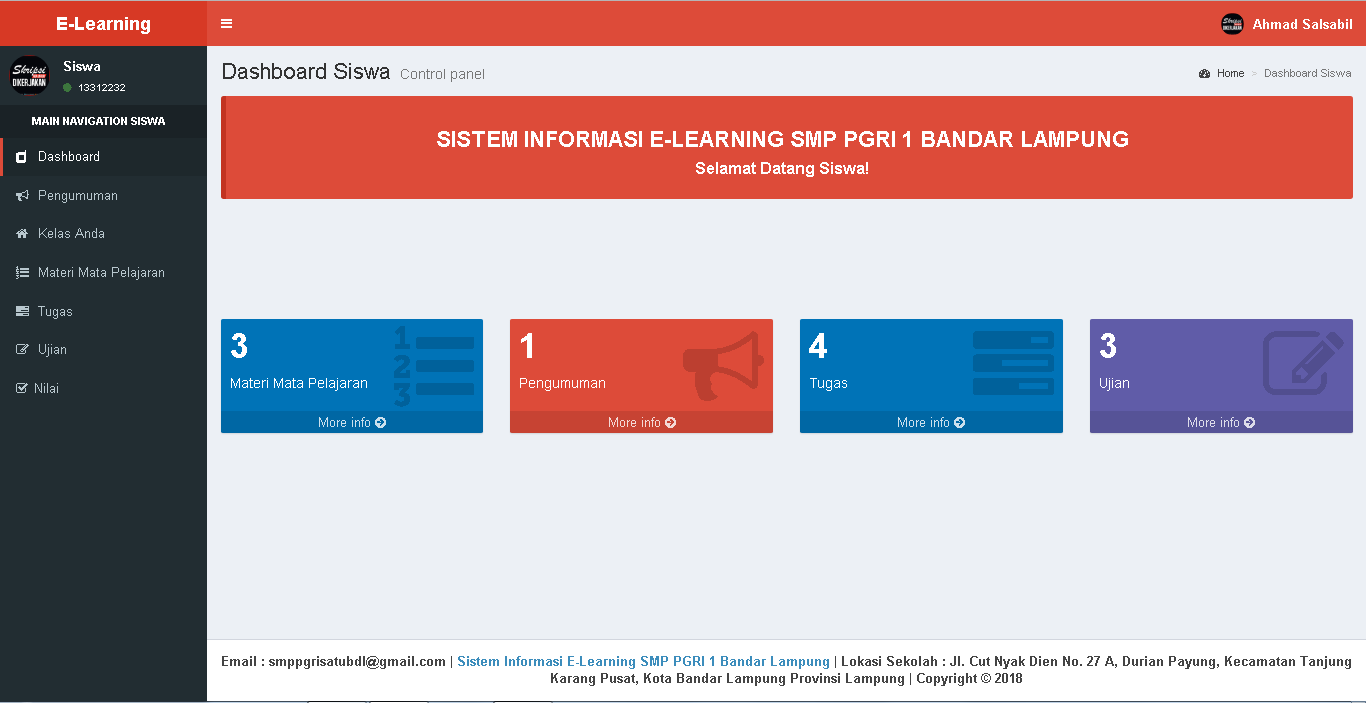 E-Learning
Ahmad Salsabil
Siswa
13312232
MAIN NAVIGATION SISWA
Dashboard
Pengumuman
Kelas Anda
Materi Mata Pelajaran
Tugas
Ujian
Nilai
Dashboard Siswa Control panel
Home > Dashboard Siswa
SISTEM INFORMASI E-LEARNING SMP PGRI 1 BANDAR LAMPUNG
Selamat Datang Siswa!
3
Materi Mata Pelajaran
More info
1
Pengumuman
More info
4
Tugas
More info
3
Ujian
More info
Email : smppgrisatubdl@gmail.com | Sistem Informasi E-Learning SMP PGRI 1 Bandar Lampung | Lokasi Sekolah : Jl. Cut Nyak Dien No. 27 A, Durian Payung, Kecamatan Tanjung
Karang Pusat, Kota Bandar Lampung Provinsi Lampung | Copyright © 2018